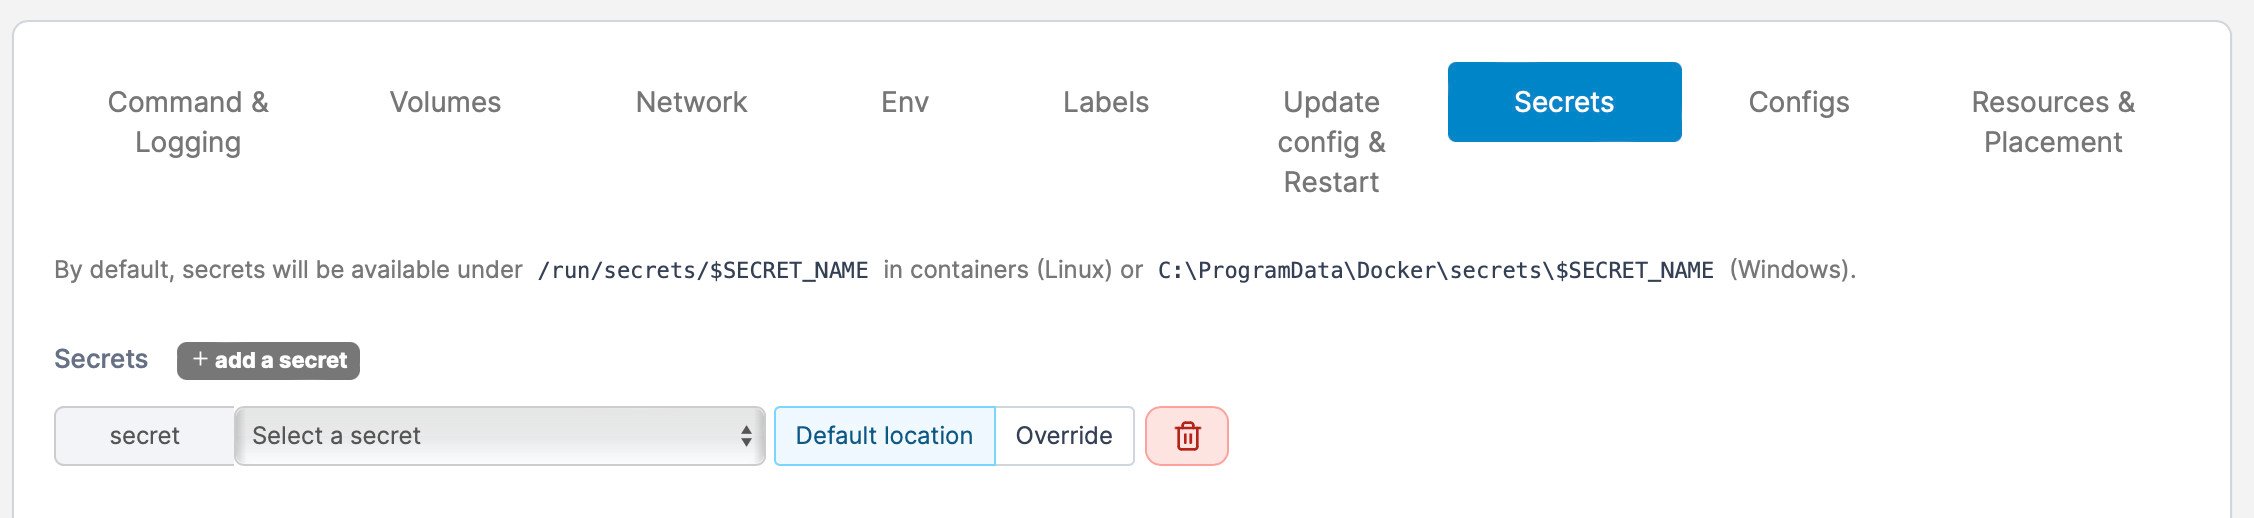 Command &
Logging
Volumes
Network
Env
Labels
Update
config &
Restart
Secrets
Configs
Resources &
Placement
By default, secrets will be available under /run/secrets/$SECRET_NAME in containers (Linux) or C:\ProgramData\Docker\secrets\$SECRET_NAME (Windows).
Secrets + add a secret
secret Select a secret Default location Override